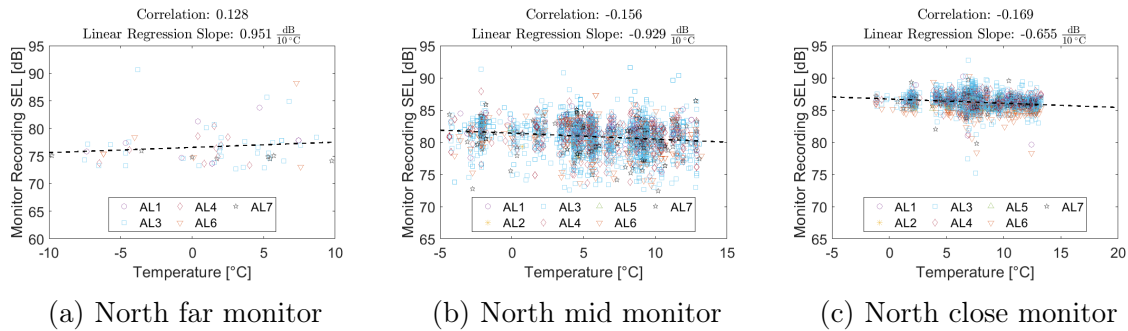 Correlation: 0.128
Linear Regression Slope: 0.951 dB/10 °C
Monitor Recording SEL [dB]
95
90
85
80
75
70
65
60
-10 -5 0 5 10
AL1 AL4 AL7
AL3 AL6
Temperature [°C]
(a) North far monitor
Correlation: -0.156
Linear Regression Slope: -0.929 dB/10 °C
Monitor Recording SEL [dB]
95
90
85
80
75
70
65
-5 0 5 10 15
AL1 AL3 AL5 AL7
AL2 AL4 AL6
Temperature [°C]
(b) North mid monitor
Correlation: -0.169
Linear Regression Slope: -0.655 dB/10 °C
Monitor Recording SEL [dB]
95
90
85
80
75
70
65
-5 0 5 10 15 20
AL1 AL3 AL5 AL7
AL2 AL4 AL6
Temperature [°C]
(c) North close monitor